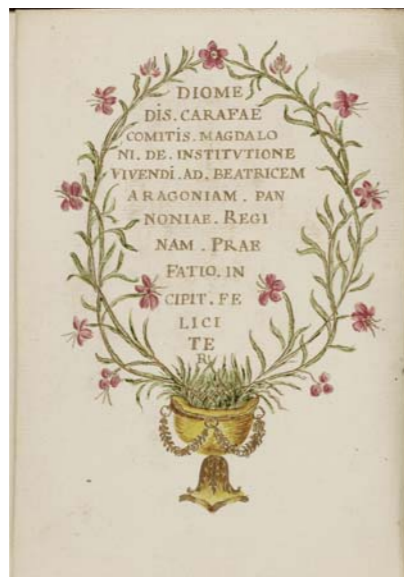 DIOME
DIS. CARAFAE
COMITIS. MAGDALO
NI. DE. INSTITVTIONE
VIVENDI. AD. BEATRICEM
ARAGONIAM. PAN
NONIAE. REGI
NAM. PRAE
FATIO. IN
CIPIT. FE
LICI
TE
R.